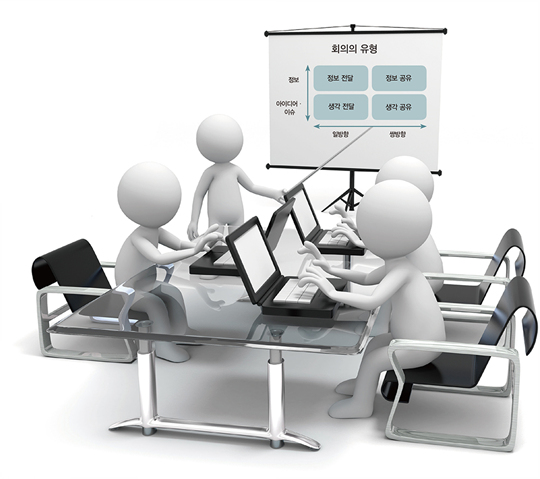 회의의 유형
정보
정보 전달
정보 공유
아이디어·
이슈
생각 전달
생각 공유
일방향
쌍방향